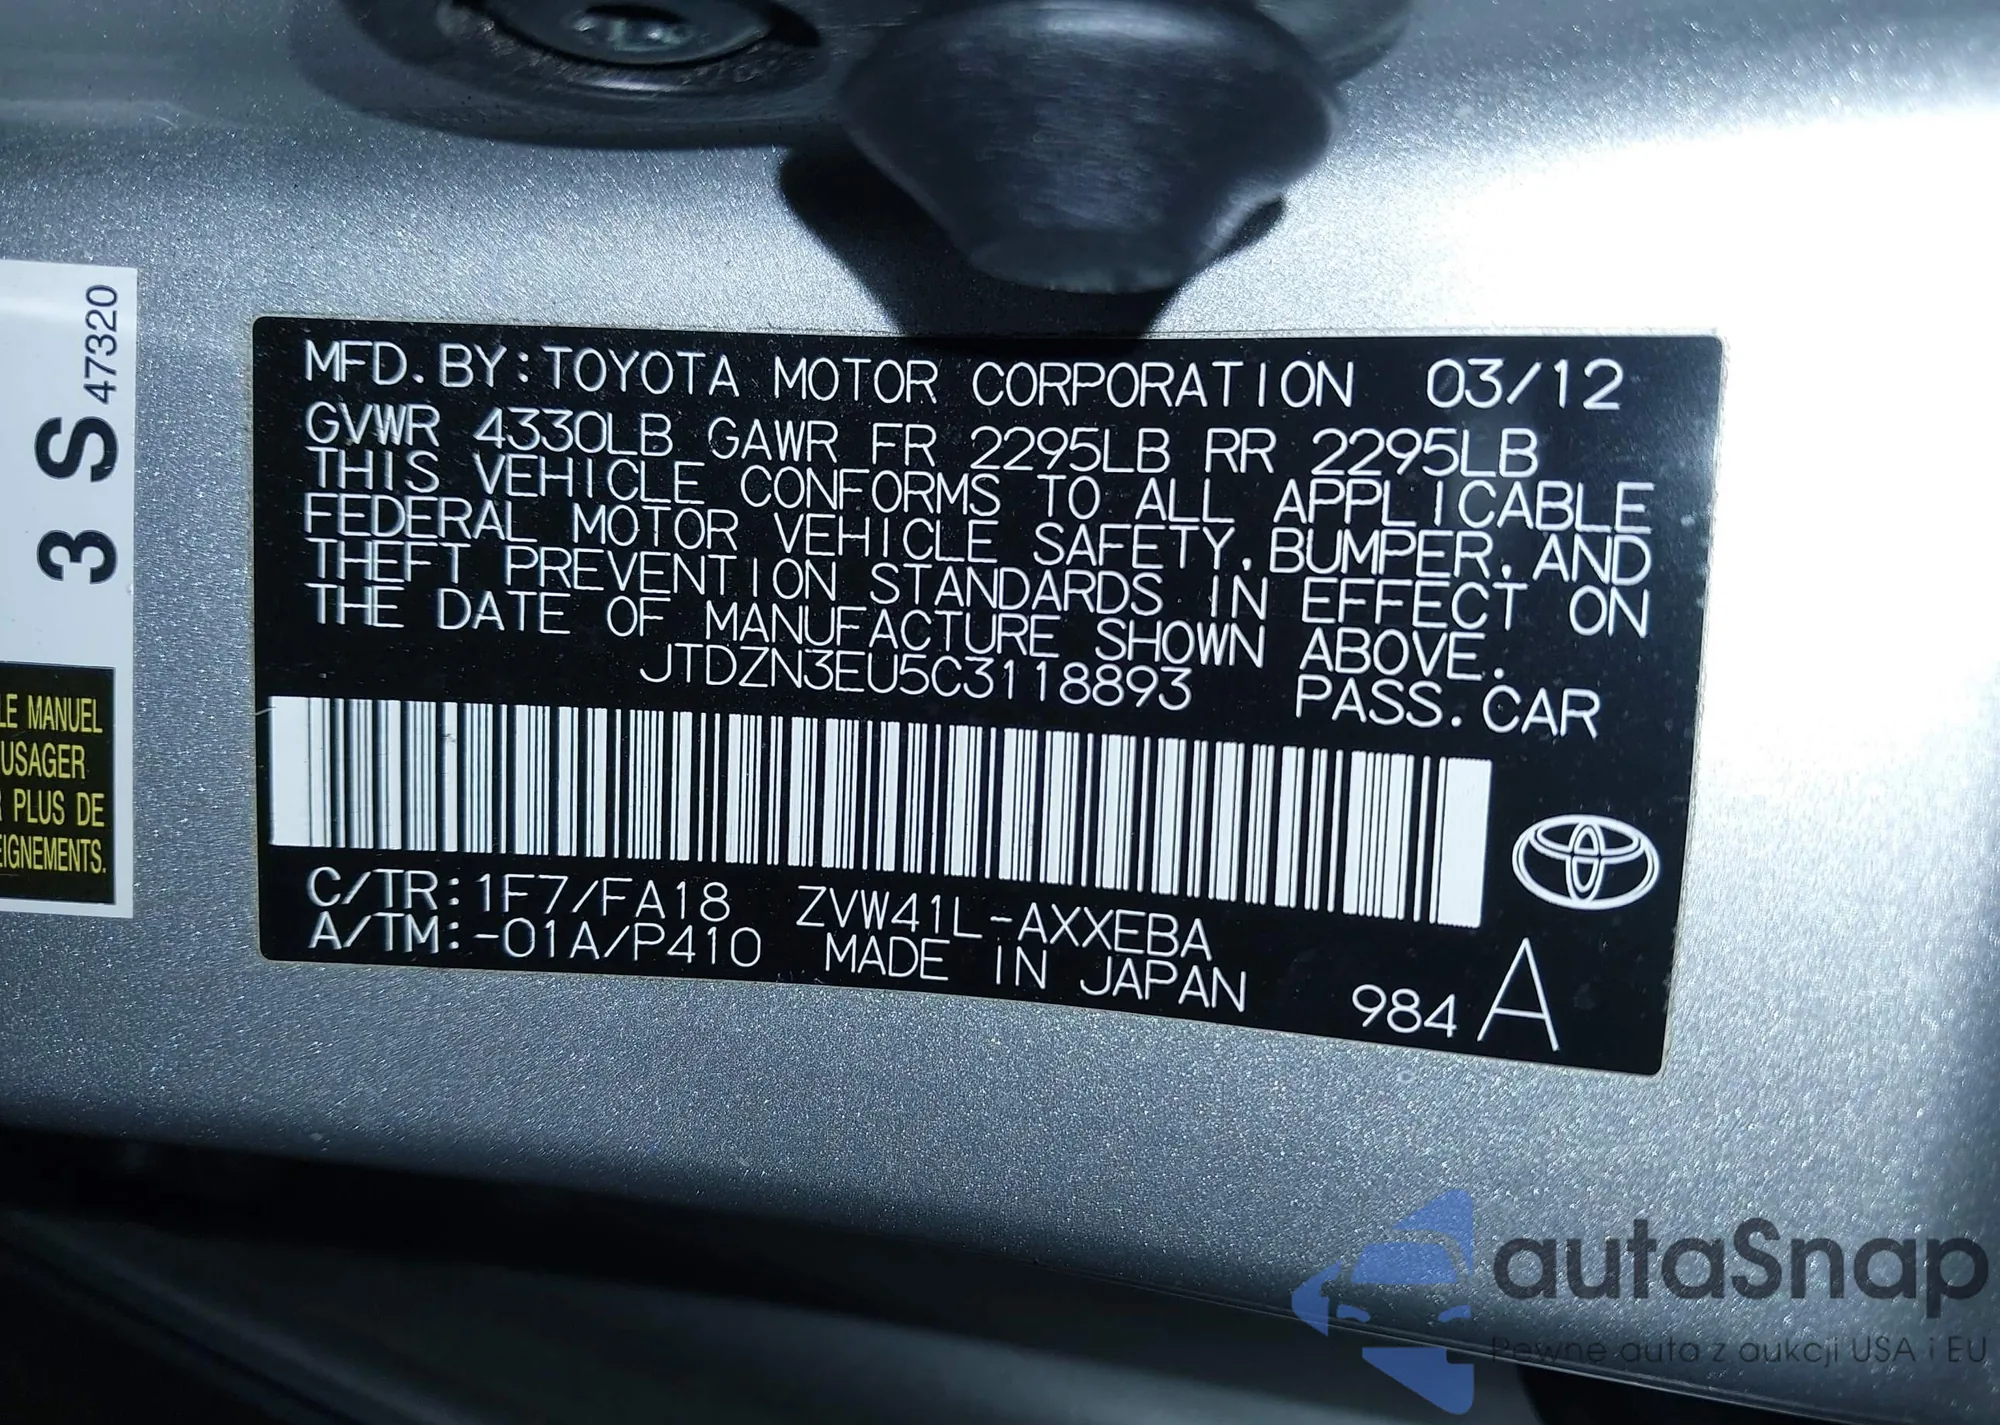 MFD. BY: TOYOTA MOTOR CORPORATION 03/12
GVWR 4330LB GAWR FR 2295LB RR 2295LB
THIS VEHICLE CONFORMS TO ALL APPLICABLE
FEDERAL MOTOR VEHICLE SAFETY, BUMPER, AND
THEFT PREVENTION STANDARDS IN EFFECT ON
THE DATE OF MANUFACTURE SHOWN ABOVE.
JTDZN3EU5C3118893 PASS. CAR
C/TR: 1F7/FA18 ZVW41L-AXXEBA
A/TM: -01A/P410 MADE IN JAPAN
984 A
3 S 47320
LE MANUEL
USAGER
PLUS DE
EIGNEMENTS.
autaSnap
Pewne auta z aukcji USA i EU